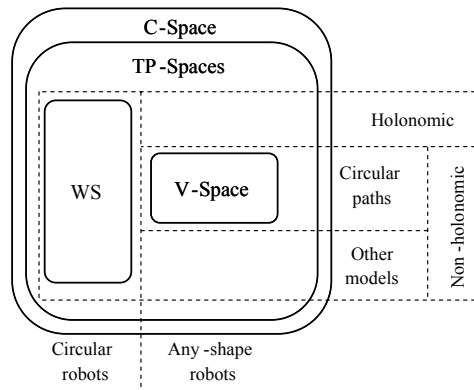 C-Space
TP-Spaces
Holonomic
WS
V-Space
Circular
paths
Non-holonomic
Other
models
Circular
robots
Any-shape
robots